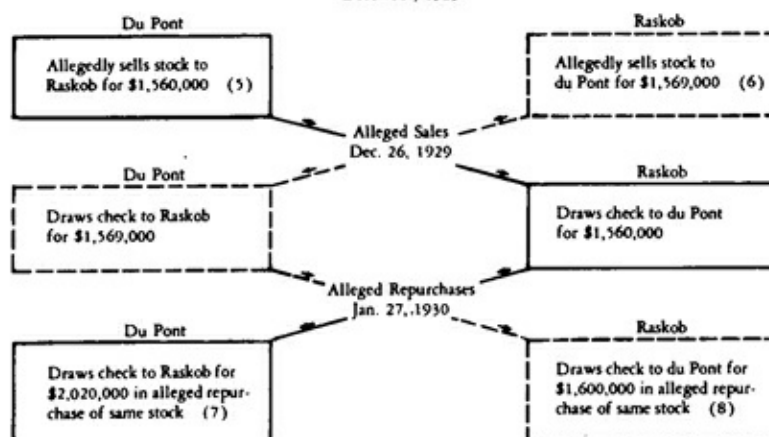 Du Pont
Raskob
Allegedly sells stock to
Raskob for $1,560,000 (5)
Allegedly sells stock to
du Pont for $1,569,000 (6)
Alleged Sales
Dec. 26, 1929
Du Pont
Raskob
Draws check to Raskob
for $1,569,000
Draws check to du Pont
for $1,560,000
Alleged Repurchases
Jan. 27,.1930
Du Pont
Raskob
Draws check to Raskob for
$2,020,000 in alleged repur-
chase of same stock (7)
Draws check to du Pont for
$1,600,000 in alleged repur-
chase of same stock (8)